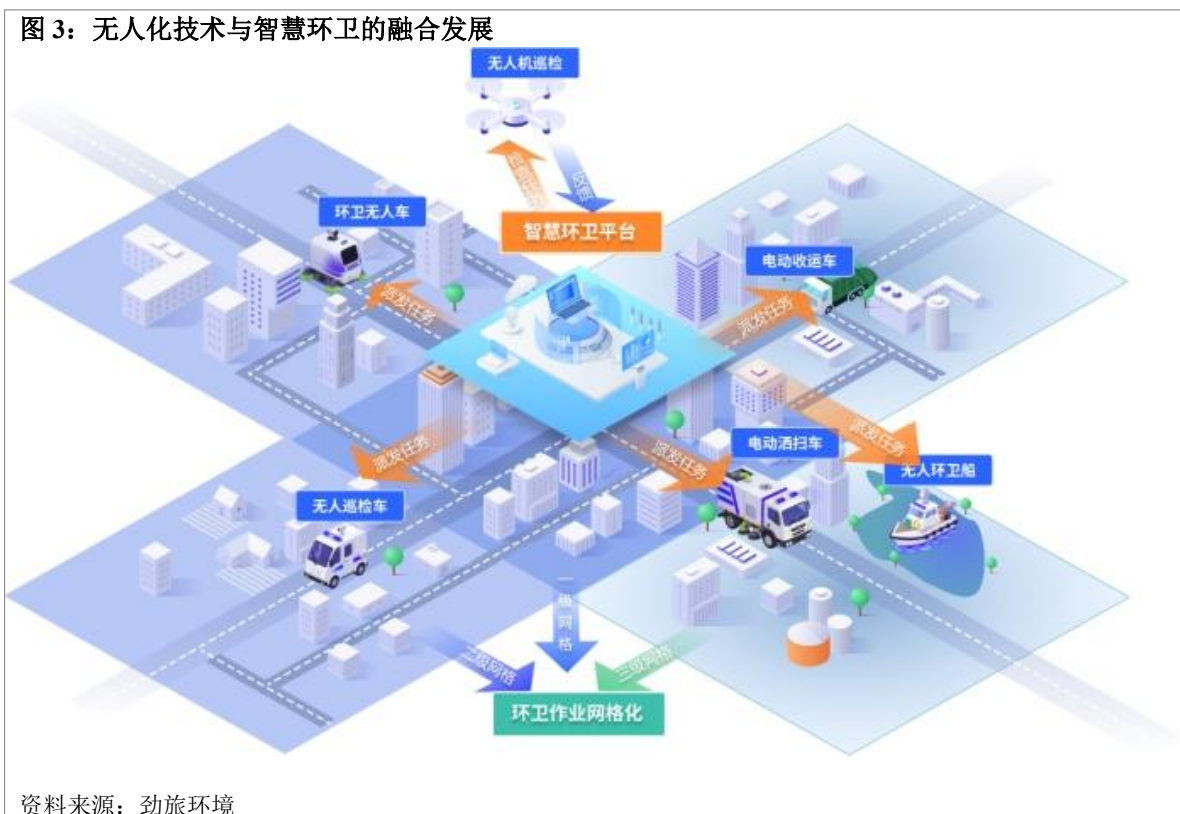 图 3：无人化技术与智慧环卫的融合发展
无人机巡检
反馈
智慧环卫平台
环卫无人车
电动收运车
派发任务
派发任务
派发任务
派发任务
派发任务
电动洒扫车
无人环卫船
无人巡检车
一级网格
二级网格
三级网格
环卫作业网格化
资料来源：劲旅环境